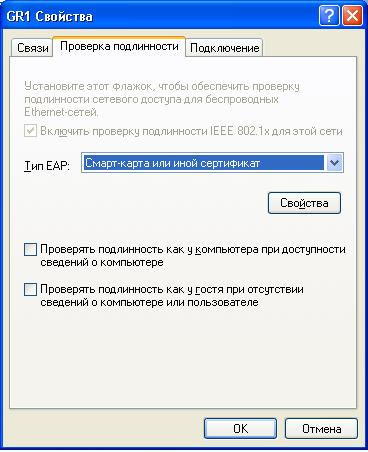 GR1 Свойства
Связи Проверка подлинности Подключение
Установите этот флажок, чтобы обеспечить проверку
подлинности сетевого доступа для беспроводных
Ethernet-сетей.
Включить проверку подлинности IEEE 802.1x для этой сети
Тип EAP: Смарт-карта или иной сертификат
Свойства
Проверять подлинность как у компьютера при доступности
сведений о компьютере
Проверять подлинность как у гостя при отсутствии
сведений о компьютере или пользователе
OK Отмена